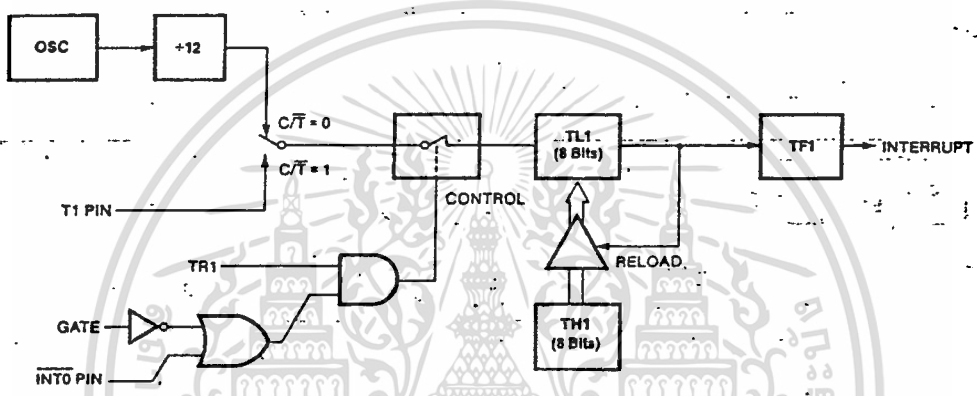 OSC
÷12
C/T̅ = 0
C/T̅ = 1
T1 PIN
CONTROL
TL1
(8 Bits)
TF1
INTERRUPT
TR1
RELOAD
GATE
TH1
(8 Bits)
I̅N̅T̅0̅ PIN